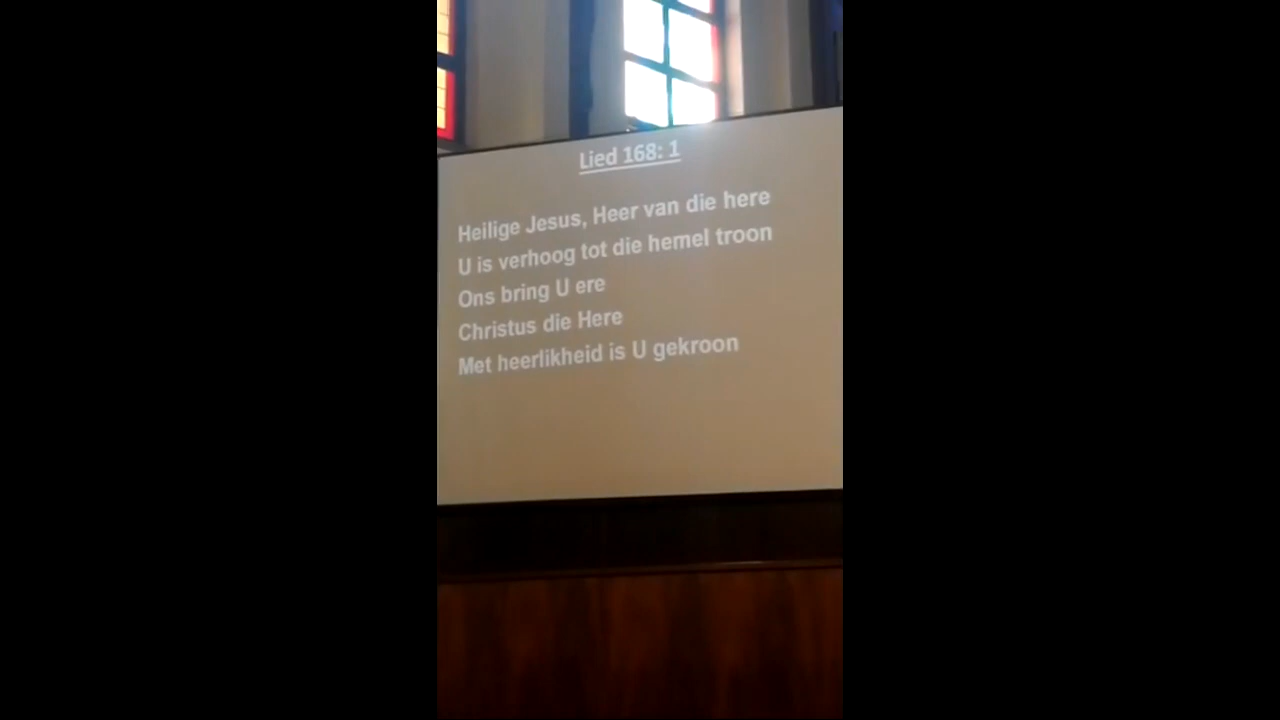 Lied 168: 1
Heilige Jesus, Heer van die here
U is verhoog tot die hemel troon
Ons bring U ere
Christus die Here
Met heerlikheid is U gekroon